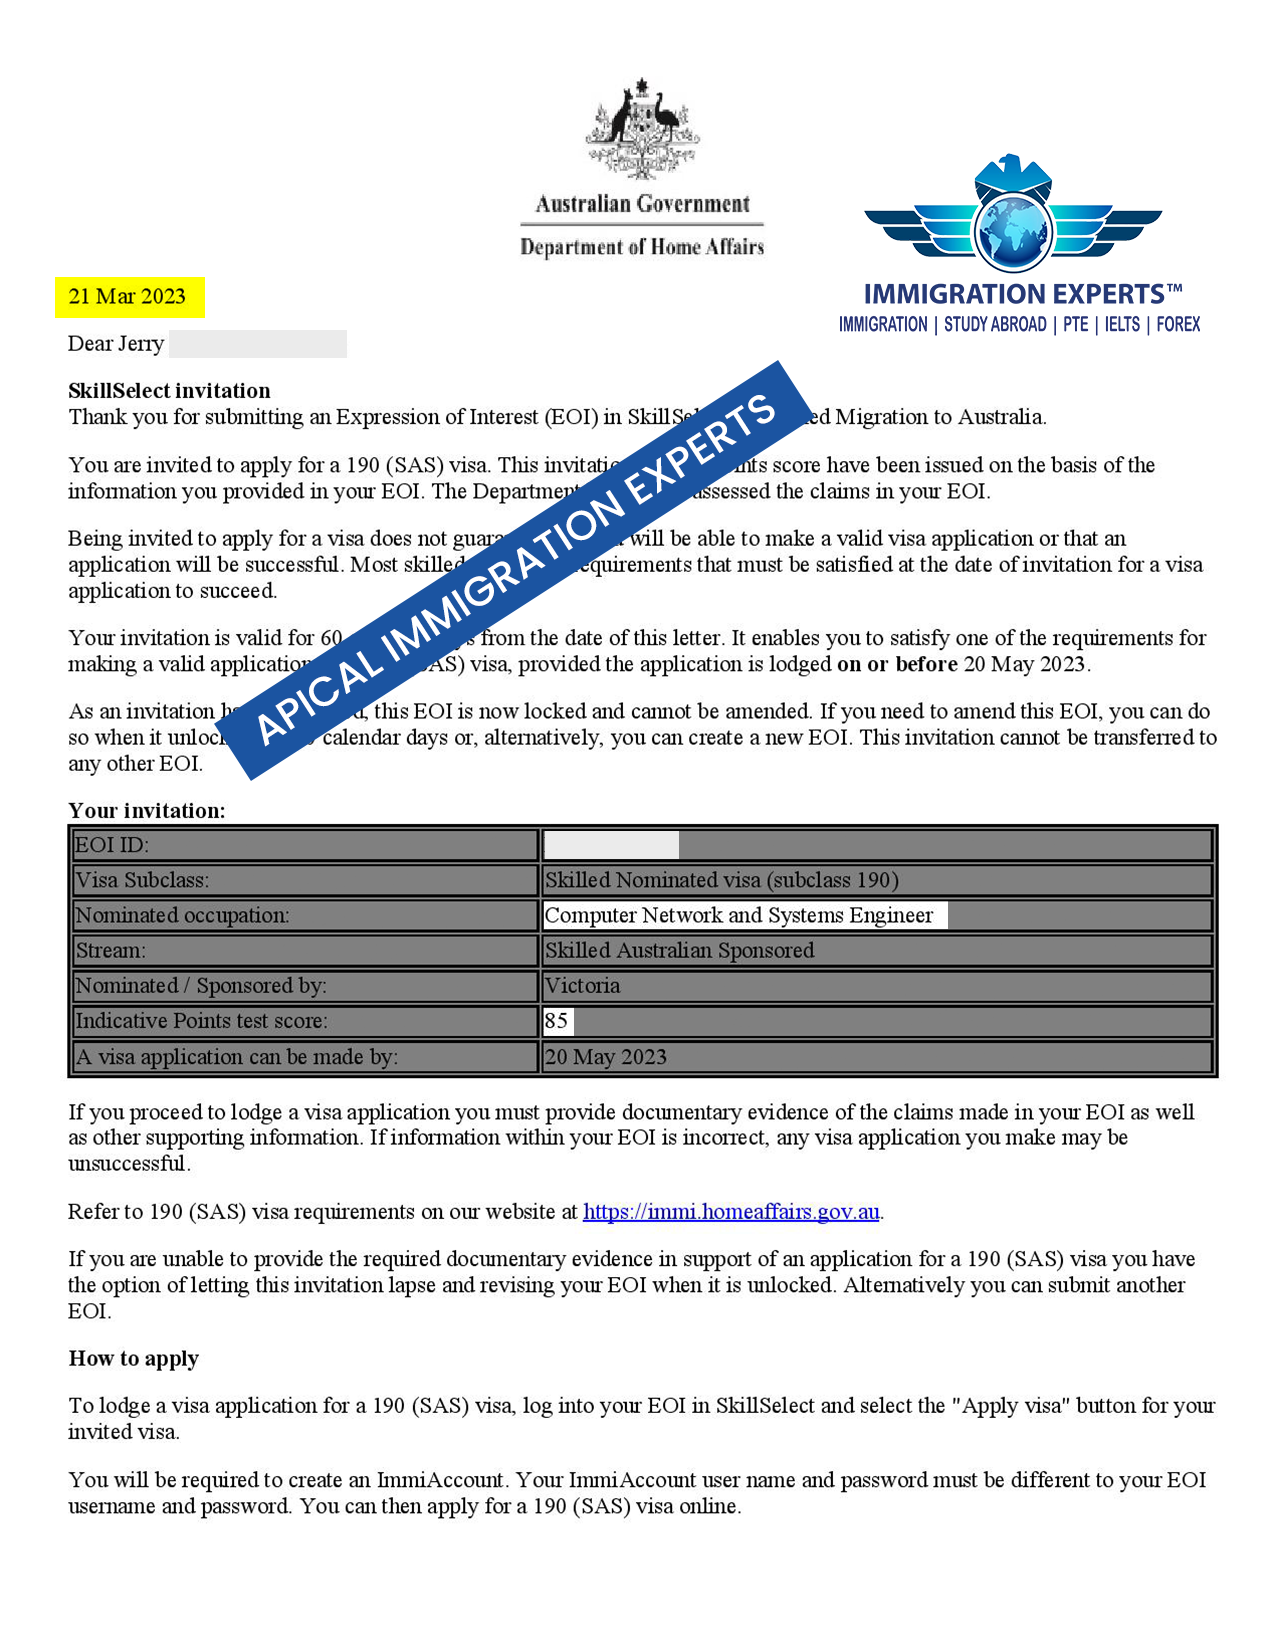 Australian Government
Department of Home Affairs
IMMIGRATION EXPERTS™
IMMIGRATION | STUDY ABROAD | PTE | IELTS | FOREX
21 Mar 2023
Dear Jerry
SkillSelect invitation
Thank you for submitting an Expression of Interest (EOI) in Migration to Australia.
You are invited to apply for a 190 (SAS) visa. This score have been issued on the basis of the
information you provided in your EOI. The Department assessed the claims in your EOI.
Being invited to apply for a visa does not will be able to make a valid visa application or that an
application will be successful. Most skilled requirements that must be satisfied at the date of invitation for a visa
application to succeed.
Your invitation is valid for 60 from the date of this letter. It enables you to satisfy one of the requirements for
making a valid application visa, provided the application is lodged on or before 20 May 2023.
As an invitation this EOI is now locked and cannot be amended. If you need to amend this EOI, you can do
so when it calendar days or, alternatively, you can create a new EOI. This invitation cannot be transferred to
any other EOI.
APICAL IMMIGRATION EXPERTS
Your invitation:
EOI ID:
Visa Subclass: Skilled Nominated visa (subclass 190)
Nominated occupation: Computer Network and Systems Engineer
Stream: Skilled Australian Sponsored
Nominated / Sponsored by: Victoria
Indicative Points test score: 85
A visa application can be made by: 20 May 2023
If you proceed to lodge a visa application you must provide documentary evidence of the claims made in your EOI as well
as other supporting information. If information within your EOI is incorrect, any visa application you make may be
unsuccessful.
Refer to 190 (SAS) visa requirements on our website at https://immi.homeaffairs.gov.au.
If you are unable to provide the required documentary evidence in support of an application for a 190 (SAS) visa you have
the option of letting this invitation lapse and revising your EOI when it is unlocked. Alternatively you can submit another
EOI.
How to apply
To lodge a visa application for a 190 (SAS) visa, log into your EOI in SkillSelect and select the "Apply visa" button for your
invited visa.
You will be required to create an ImmiAccount. Your ImmiAccount user name and password must be different to your EOI
username and password. You can then apply for a 190 (SAS) visa online.